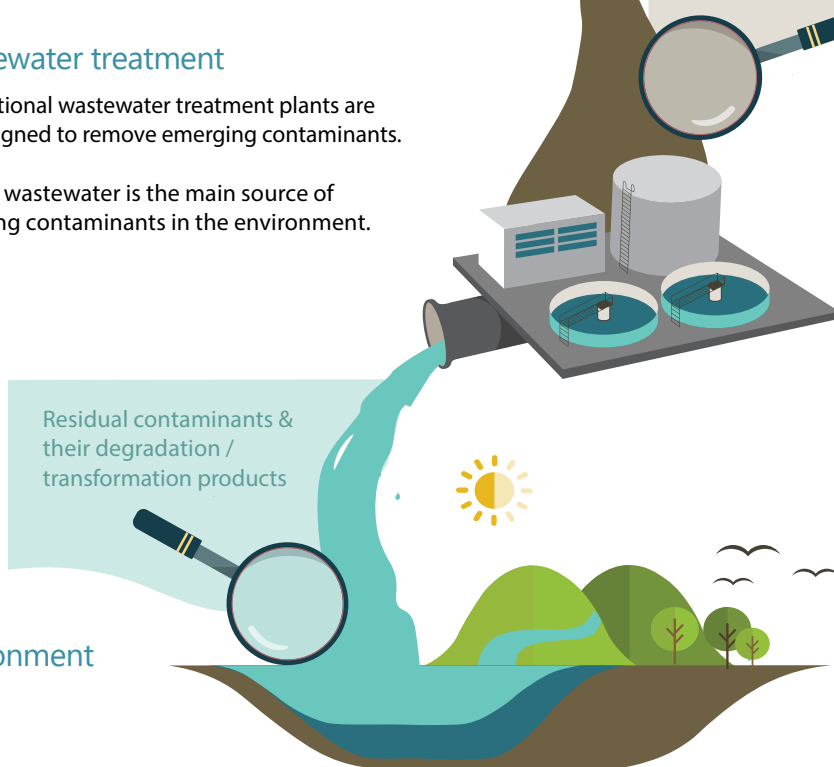 ewater treatment
tional wastewater treatment plants are
igned to remove emerging contaminants.
wastewater is the main source of
ng contaminants in the environment.
Residual contaminants &
their degradation /
transformation products
onment